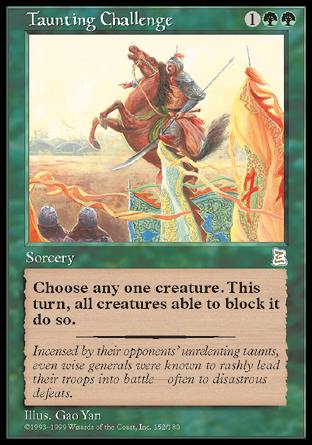 Taunting Challenge 1
Sorcery
Choose any one creature. This
turn, all creatures able to block it
do so.
Incensed by their opponents' unrelenting taunts,
even wise generals were known to rashly lead
their troops into battle—often to disastrous
defeats.
Illus. Gao Yan
©1993-1999 Wizards of the Coast, Inc. 152/180